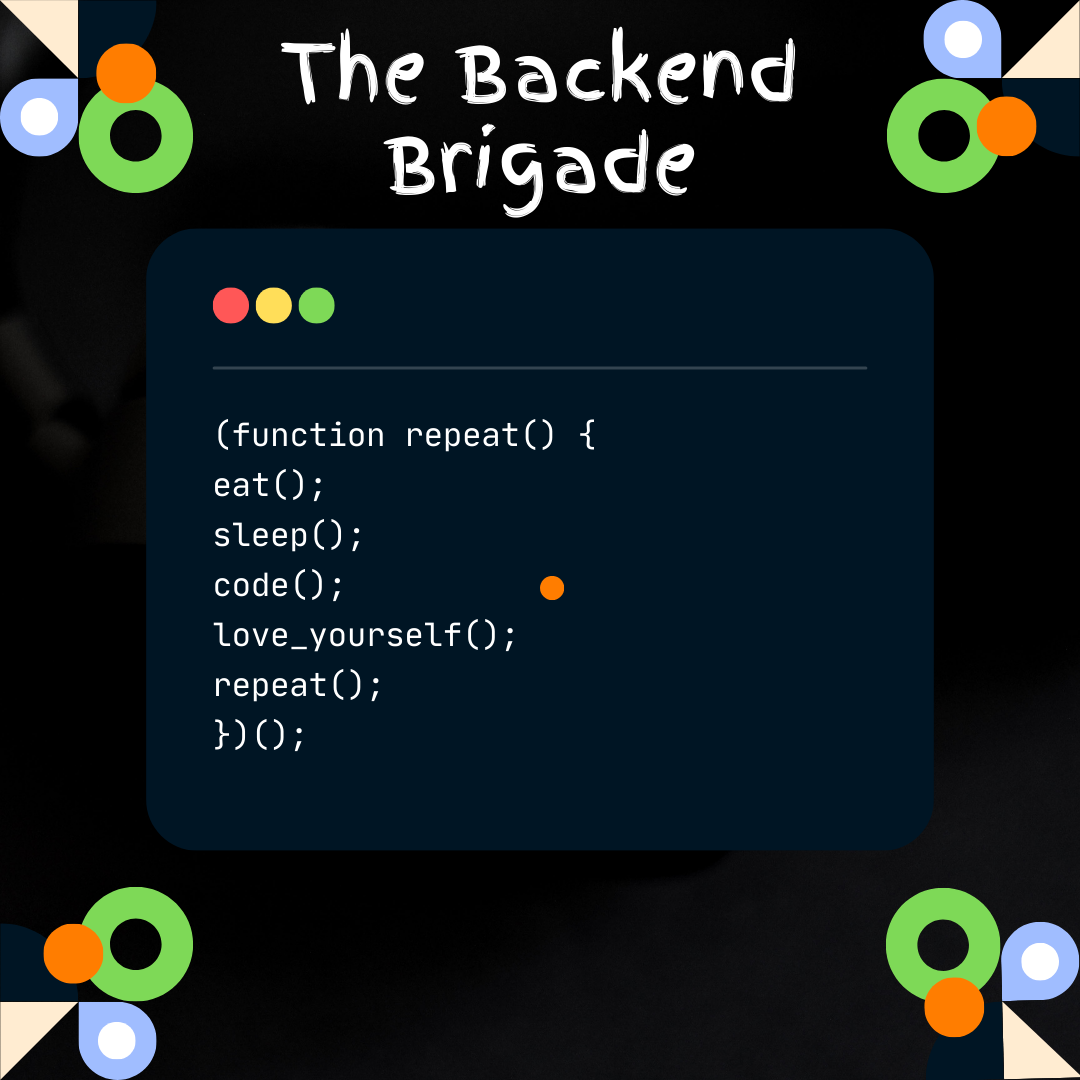 The Backend
Brigade
(function repeat() {
eat();
sleep();
code();
love_yourself();
repeat();
})();